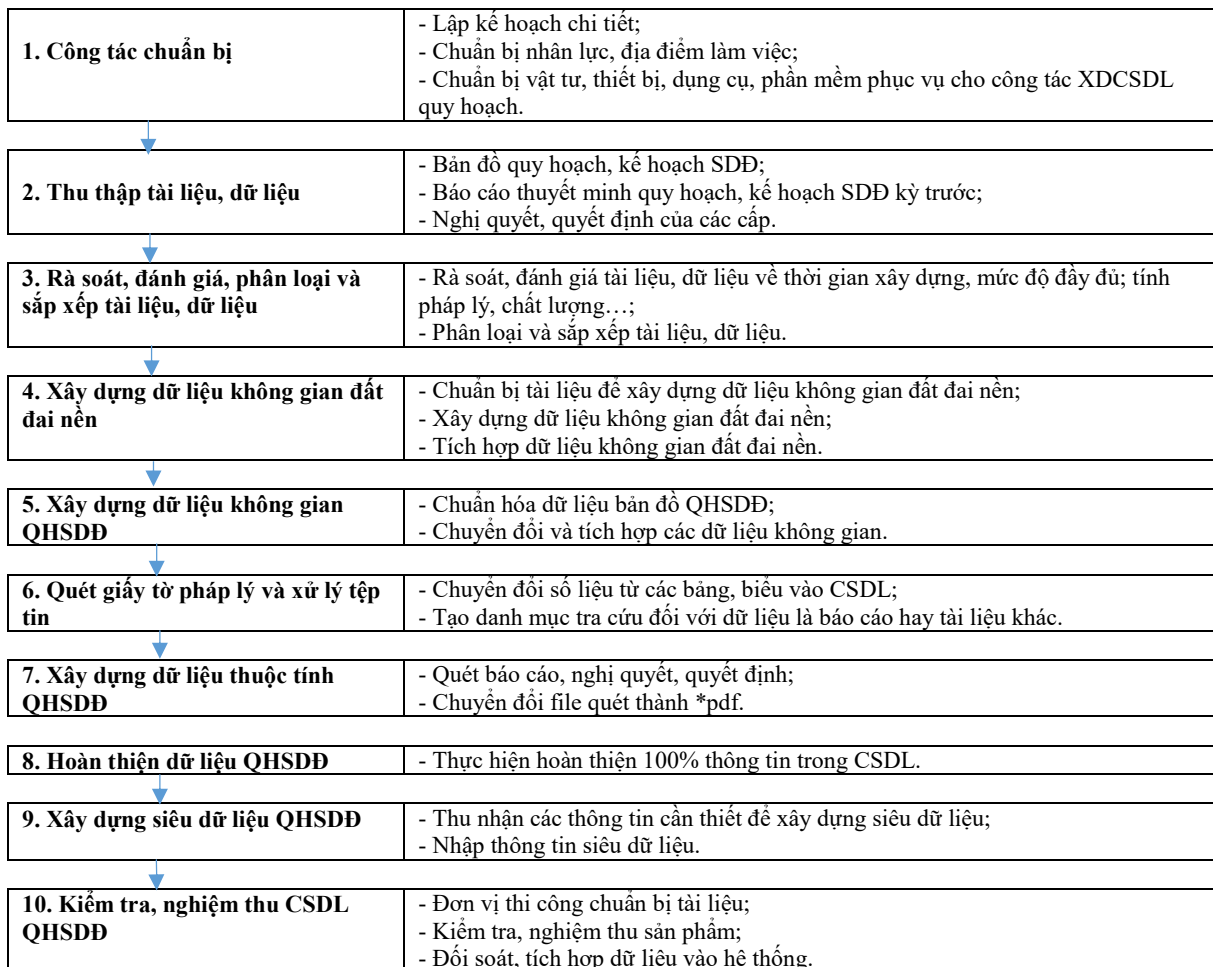 1. Công tác chuẩn bị
- Lập kế hoạch chi tiết;
- Chuẩn bị nhân lực, địa điểm làm việc;
- Chuẩn bị vật tư, thiết bị, dụng cụ, phần mềm phục vụ cho công tác XDCSDL
quy hoạch.
2. Thu thập tài liệu, dữ liệu
- Bản đồ quy hoạch, kế hoạch SDĐ;
- Báo cáo thuyết minh quy hoạch, kế hoạch SDĐ kỳ trước;
- Nghị quyết, quyết định của các cấp.
3. Rà soát, đánh giá, phân loại và
sắp xếp tài liệu, dữ liệu
- Rà soát, đánh giá tài liệu, dữ liệu về thời gian xây dựng, mức độ đầy đủ; tính
pháp lý, chất lượng…;
- Phân loại và sắp xếp tài liệu, dữ liệu.
4. Xây dựng dữ liệu không gian đất
đai nền
- Chuẩn bị tài liệu để xây dựng dữ liệu không gian đất đai nền;
- Xây dựng dữ liệu không gian đất đai nền;
- Tích hợp dữ liệu không gian đất đai nền.
5. Xây dựng dữ liệu không gian
QHSDĐ
- Chuẩn hóa dữ liệu bản đồ QHSDĐ;
- Chuyển đổi và tích hợp các dữ liệu không gian.
6. Quét giấy tờ pháp lý và xử lý tệp
tin
- Chuyển đổi số liệu từ các bảng, biểu vào CSDL;
- Tạo danh mục tra cứu đối với dữ liệu là báo cáo hay tài liệu khác.
7. Xây dựng dữ liệu thuộc tính
QHSDĐ
- Quét báo cáo, nghị quyết, quyết định;
- Chuyển đổi file quét thành *pdf.
8. Hoàn thiện dữ liệu QHSDĐ
- Thực hiện hoàn thiện 100% thông tin trong CSDL.
9. Xây dựng siêu dữ liệu QHSDĐ
- Thu nhận các thông tin cần thiết để xây dựng siêu dữ liệu;
- Nhập thông tin siêu dữ liệu.
10. Kiểm tra, nghiệm thu CSDL
QHSDĐ
- Đơn vị thi công chuẩn bị tài liệu;
- Kiểm tra, nghiệm thu sản phẩm;
- Đối soát, tích hợp dữ liệu vào hệ thống.